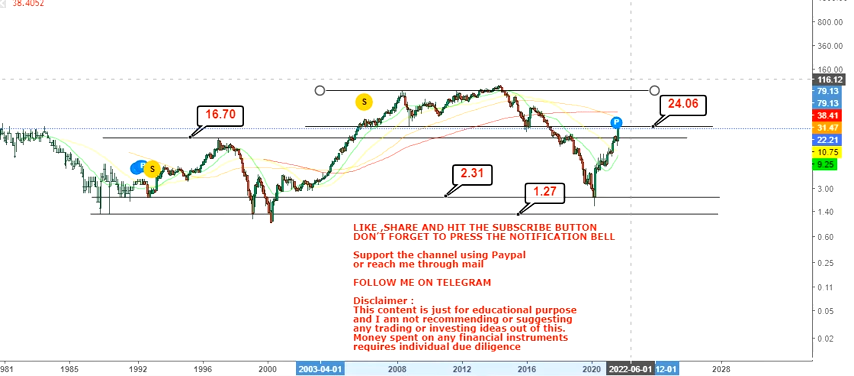 38.4052
800.00
360.00
160.00
116.12
79.13
24.06
79.13
S
16.70
38.41
P
31.47
22.21
10.75
S
9.25
2.31
3.00
1.27
1.40
LIKE ,SHARE AND HIT THE SUBSCRIBE BUTTON
DON'T FORGET TO PRESS THE NOTIFICATION BELL
0.60
Support the channel using Paypal
or reach me through mail
0.25
FOLLOW ME ON TELEGRAM
0.11
Disclaimer :
This content is just for educational purpose
and I am not recommending or suggesting
any trading or investing ideas out of this.
Money spent on any financial instruments
requires individual due diligence
0.05
0.02
981
1985
1992
1996
2000
2003-04-01
2008
2012
2016
2020
2022-06-01
12-01
2028